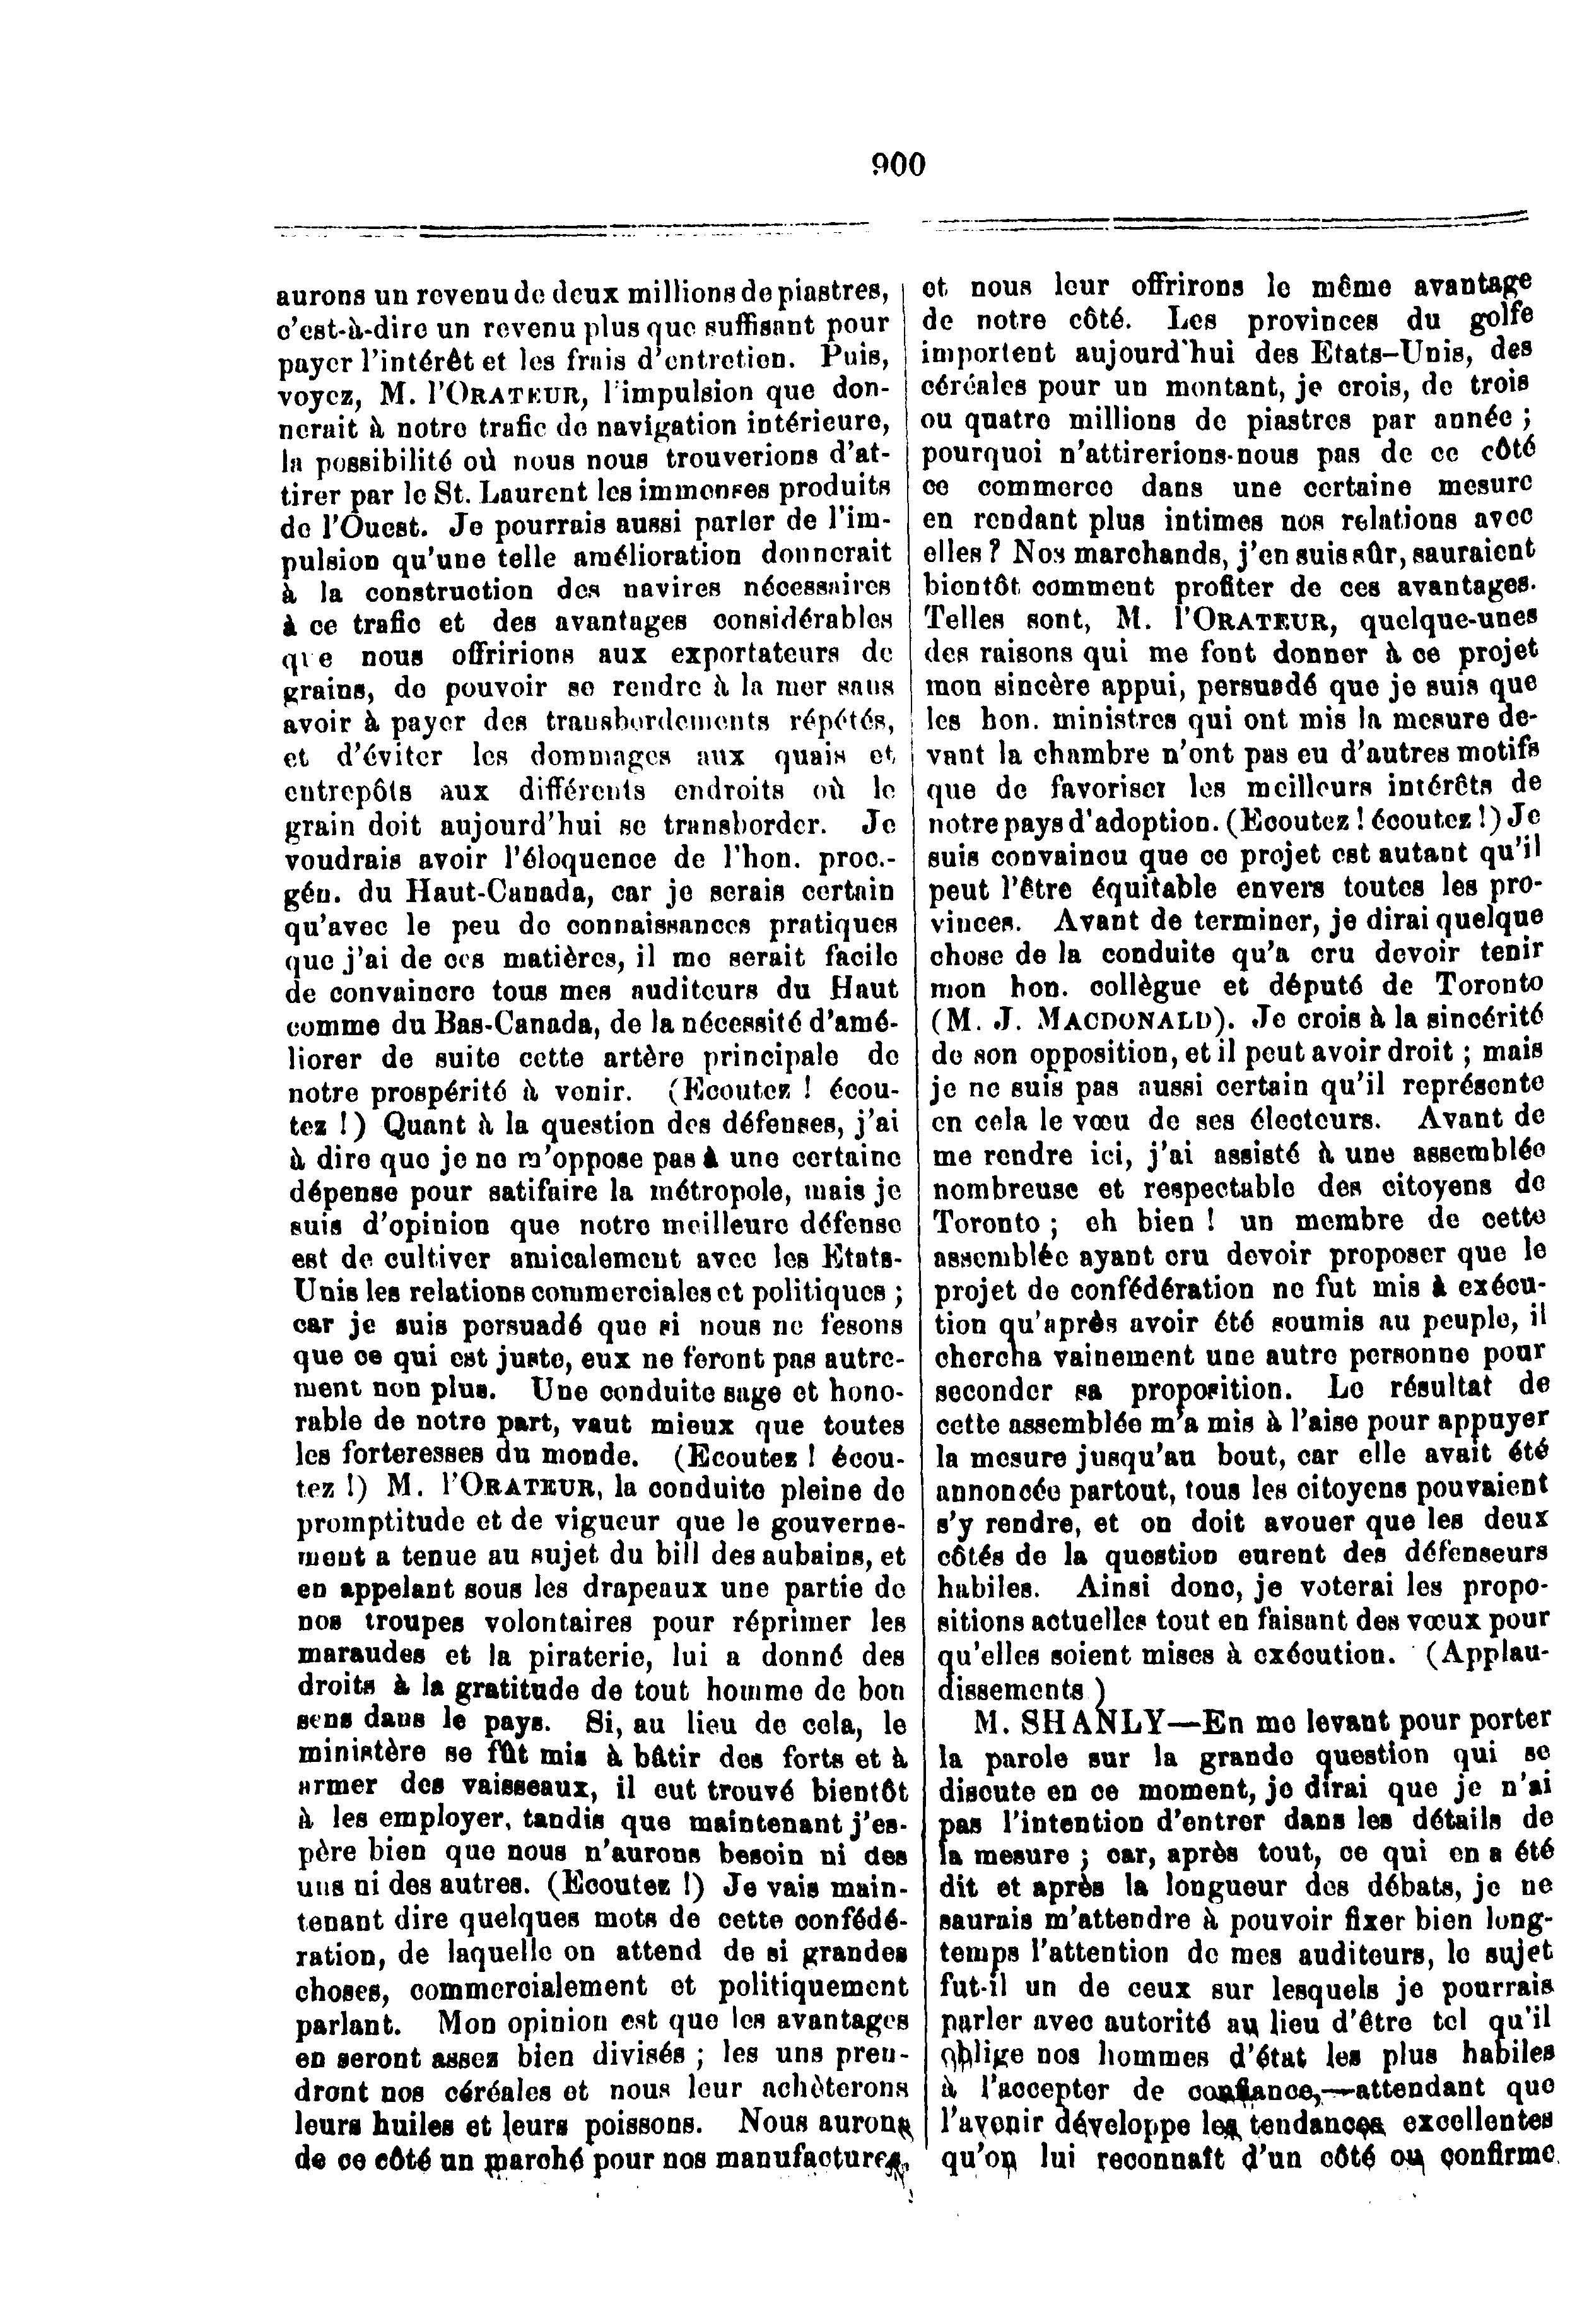 900
aurons un revenu de deux millions de piastres,
c'est-à-dire un revenu plus que suffisant pour
payer l'intérêt et les frais d'entretien. Puis,
voyez, M. l'ORATEUR, l'impulsion que don-
nerait à notre trafic de navigation intérieure,
la possibilité où nous nous trouverions d'at-
tirer par le St. Laurent les immenses produits
de l'Ouest. Je pourrais aussi parler de l'im-
pulsion qu'une telle amélioration donnerait
à la construction des navires nécessaires
à ce trafic et des avantages considérables
que nous offririons aux exportateurs de
grains, de pouvoir se rendre à la mer sans
avoir à payer des transbordements répétés,
et d'éviter les dommages aux quais et
entrepôts aux différents endroits où le
grain doit aujourd'hui se transborder. Je
voudrais avoir l'éloquence de l'hon. proc.-
gén. du Haut-Canada, car je serais certain
qu'avec le peu de connaissances pratiques
que j'ai de ces matières, il me serait facile
de convaincre tous mes auditeurs du Haut
comme du Bas-Canada, de la nécessité d'amé-
liorer de suite cette artère principale de
notre prospérité à venir. (Ecoutez ! écou-
tez !) Quant à la question des défenses, j'ai
à dire que je ne m'oppose pas à une certaine
dépense pour satifaire la métropole, mais je
suis d'opinion que notre meilleure défense
est de cultiver amicalement avec les Etats-
Unis les relations commerciales et politiques ;
car je suis persuadé que si nous ne fesons
que ce qui est juste, eux ne feront pas autre-
ment non plus. Une conduite sage et hono-
rable de notre part, vaut mieux que toutes
les forteresses du monde. (Ecoutez ! écou-
tez !) M. l'ORATEUR, la conduite pleine de
promptitude et de vigueur que le gouverne-
ment a tenue au sujet du bill des aubains, et
en appelant sous les drapeaux une partie de
nos troupes volontaires pour réprimer les
maraudes et la piraterie, lui a donné des
droits à la gratitude de tout homme de bon
sens dans le pays. Si, au lieu de cela, le
ministère se fût mis à bâtir des forts et à
armer des vaisseaux, il eut trouvé bientôt
à les employer, tandis que maintenant j'es-
père bien que nous n'aurons besoin ni des
uns ni des autres. (Ecoutez !) Je vais main-
tenant dire quelques mots de cette confédé-
ration, de laquelle on attend de si grandes
choses, commercialement et politiquement
parlant. Mon opinion est que les avantages
en seront assez bien divisés ; les uns pren-
dront nos céréales et nous leur achèterons
leurs huiles et leurs poissons. Nous aurons
de ce côté un marché pour nos manufactures,
et nous leur offrirons le même avantage
de notre côté. Les provinces du golfe
importent aujourd'hui des Etats-Unis, des
céréales pour un montant, je crois, de trois
ou quatre millions de piastres par année ;
pourquoi n'attirerions-nous pas de ce côté
ce commerce dans une certaine mesure
en rendant plus intimes nos relations avec
elles ? Nos marchands, j'en suis sûr, sauraient
bientôt comment profiter de ces avantages.
Telles sont, M. l'ORATEUR, quelque-unes
des raisons qui me font donner à ce projet
mon sincère appui, persuadé que je suis que
les hon. ministres qui ont mis la mesure de-
vant la chambre n'ont pas eu d'autres motifs
que de favoriser les meilleurs intérêts de
notre pays d'adoption. (Ecoutez ! écoutez !) Je
suis convaincu que ce projet est autant qu'il
peut l'être équitable envers toutes les pro-
vinces. Avant de terminer, je dirai quelque
chose de la conduite qu'a cru devoir tenir
mon hon. collègue et député de Toronto
(M. J. MACDONALD). Je crois à la sincérité
de son opposition, et il peut avoir droit ; mais
je ne suis pas aussi certain qu'il représente
en cela le vœu de ses électeurs. Avant de
me rendre ici, j'ai assisté à une assemblée
nombreuse et respectable des citoyens de
Toronto ; eh bien ! un membre de cette
assemblée ayant cru devoir proposer que le
projet de confédération ne fut mis à exécu-
tion qu'après avoir été soumis au peuple, il
chercha vainement une autre personne pour
seconder sa proposition. Le résultat de
cette assemblée m'a mis à l'aise pour appuyer
la mesure jusqu'au bout, car elle avait été
annoncée partout, tous les citoyens pouvaient
s'y rendre, et on doit avouer que les deux
côtés de la question eurent des défenseurs
habiles. Ainsi donc, je voterai les propo-
sitions actuelles tout en faisant des vœux pour
qu'elles soient mises à exécution. (Applau-
dissements )
M. SHANLY—En me levant pour porter
la parole sur la grande question qui se
discute en ce moment, je dirai que je n'ai
pas l'intention d'entrer dans les détails de
la mesure ; car, après tout, ce qui en a été
dit et après la longueur des débats, je ne
saurais m'attendre à pouvoir fixer bien long-
temps l'attention de mes auditeurs, le sujet
fut-il un de ceux sur lesquels je pourrais
parler avec autorité au lieu d'être tel qu'il
oblige nos hommes d'état les plus habiles
à l'accepter de confiance,—attendant que
l'avenir développe les tendances excellentes
qu'on lui reconnaît d'un côté ou confirme